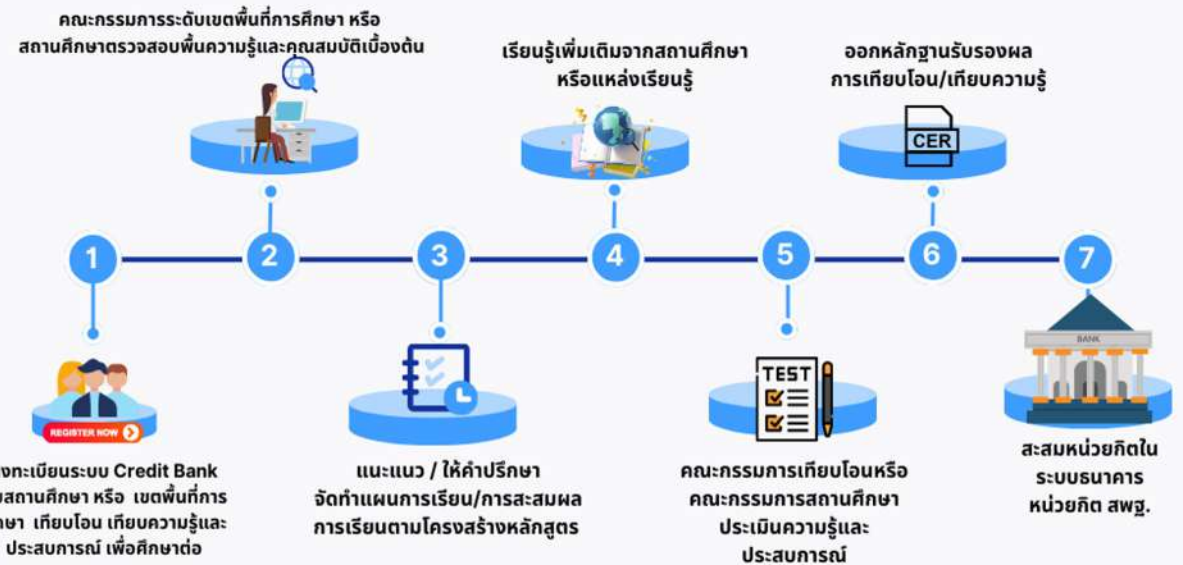 คณะกรรมการระดับเขตพื้นที่การศึกษา หรือ
สถานศึกษาตรวจสอบพื้นความรู้และคุณสมบัติเบื้องต้น
เรียนรู้เพิ่มเติมจากสถานศึกษา
หรือแหล่งเรียนรู้
ออกหลักฐานรับรองผล
การเทียบโอน/เทียบความรู้
CER
1
2
3
4
5
6
7
REGISTER NOW
TEST
BANK
งทะเบียนระบบ Credit Bank
สถานศึกษา หรือ เขตพื้นที่การ
ษา เทียบโอน เทียบความรู้และ
ประสบการณ์ เพื่อศึกษาต่อ
แนะแนว / ให้คำปรึกษา
จัดทำแผนการเรียน/การสะสมผล
การเรียนตามโครงสร้างหลักสูตร
คณะกรรมการเทียบโอนหรือ
คณะกรรมการสถานศึกษา
ประเมินความรู้และ
ประสบการณ์
สะสมหน่วยกิตใน
ระบบธนาคาร
หน่วยกิต สพฐ.